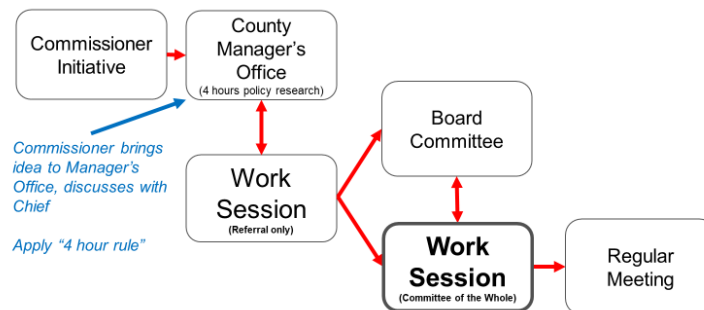 Commissioner
Initiative
County
Manager's
Office
(4 hours policy research)
Commissioner brings
idea to Manager's
Office, discusses with
Chief
Apply “4 hour rule”
Work
Session
(Referral only)
Board
Committee
Work
Session
(Committee of the Whole)
Regular
Meeting